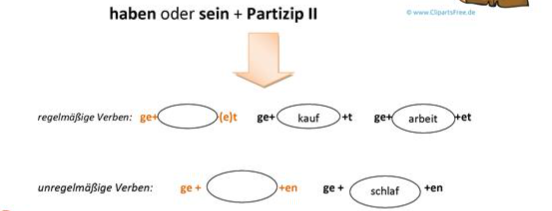 haben oder sein + Partizip II
© www.ClipartsFree.de
regelmäßige Verben: ge+ (e)t ge+ kauf +t ge+ arbeit +et
unregelmäßige Verben: ge + +en ge + schlaf +en